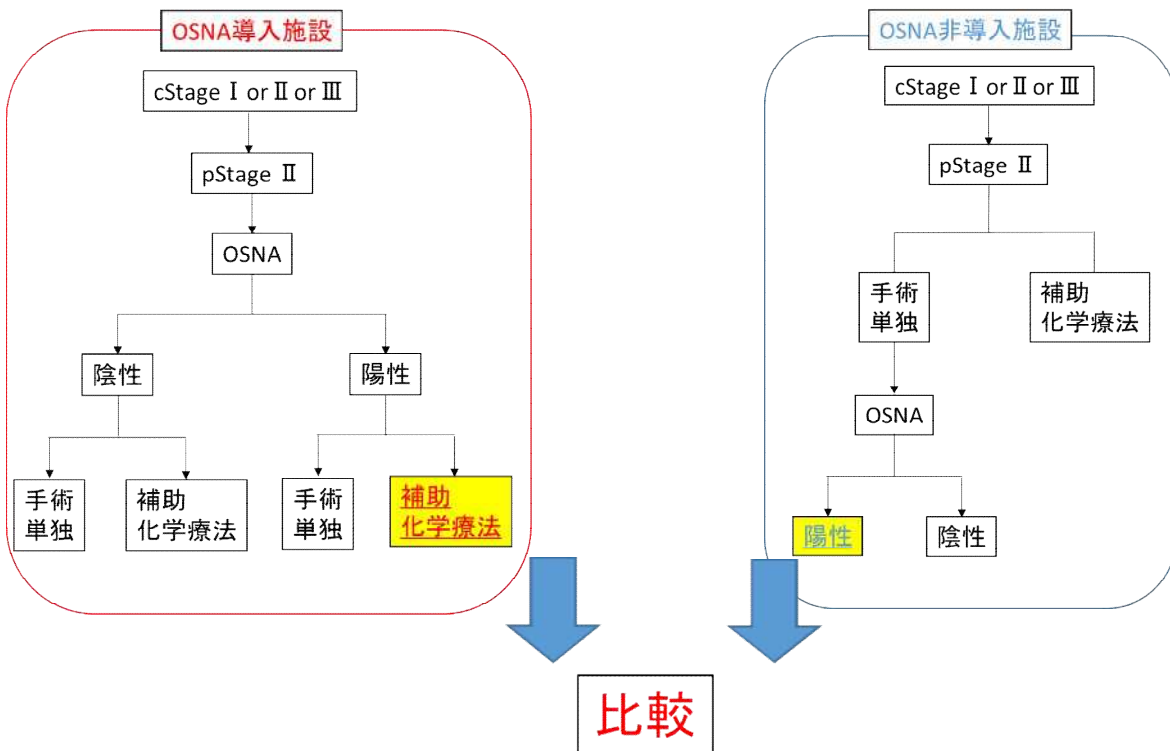 OSNA導入施設
cStage Ⅰ or Ⅱ or Ⅲ
pStage Ⅱ
OSNA
陰性
陽性
手術
単独
補助
化学療法
手術
単独
補助
化学療法
OSNA非導入施設
cStage Ⅰ or Ⅱ or Ⅲ
pStage Ⅱ
手術
単独
補助
化学療法
OSNA
陽性
陰性
比較